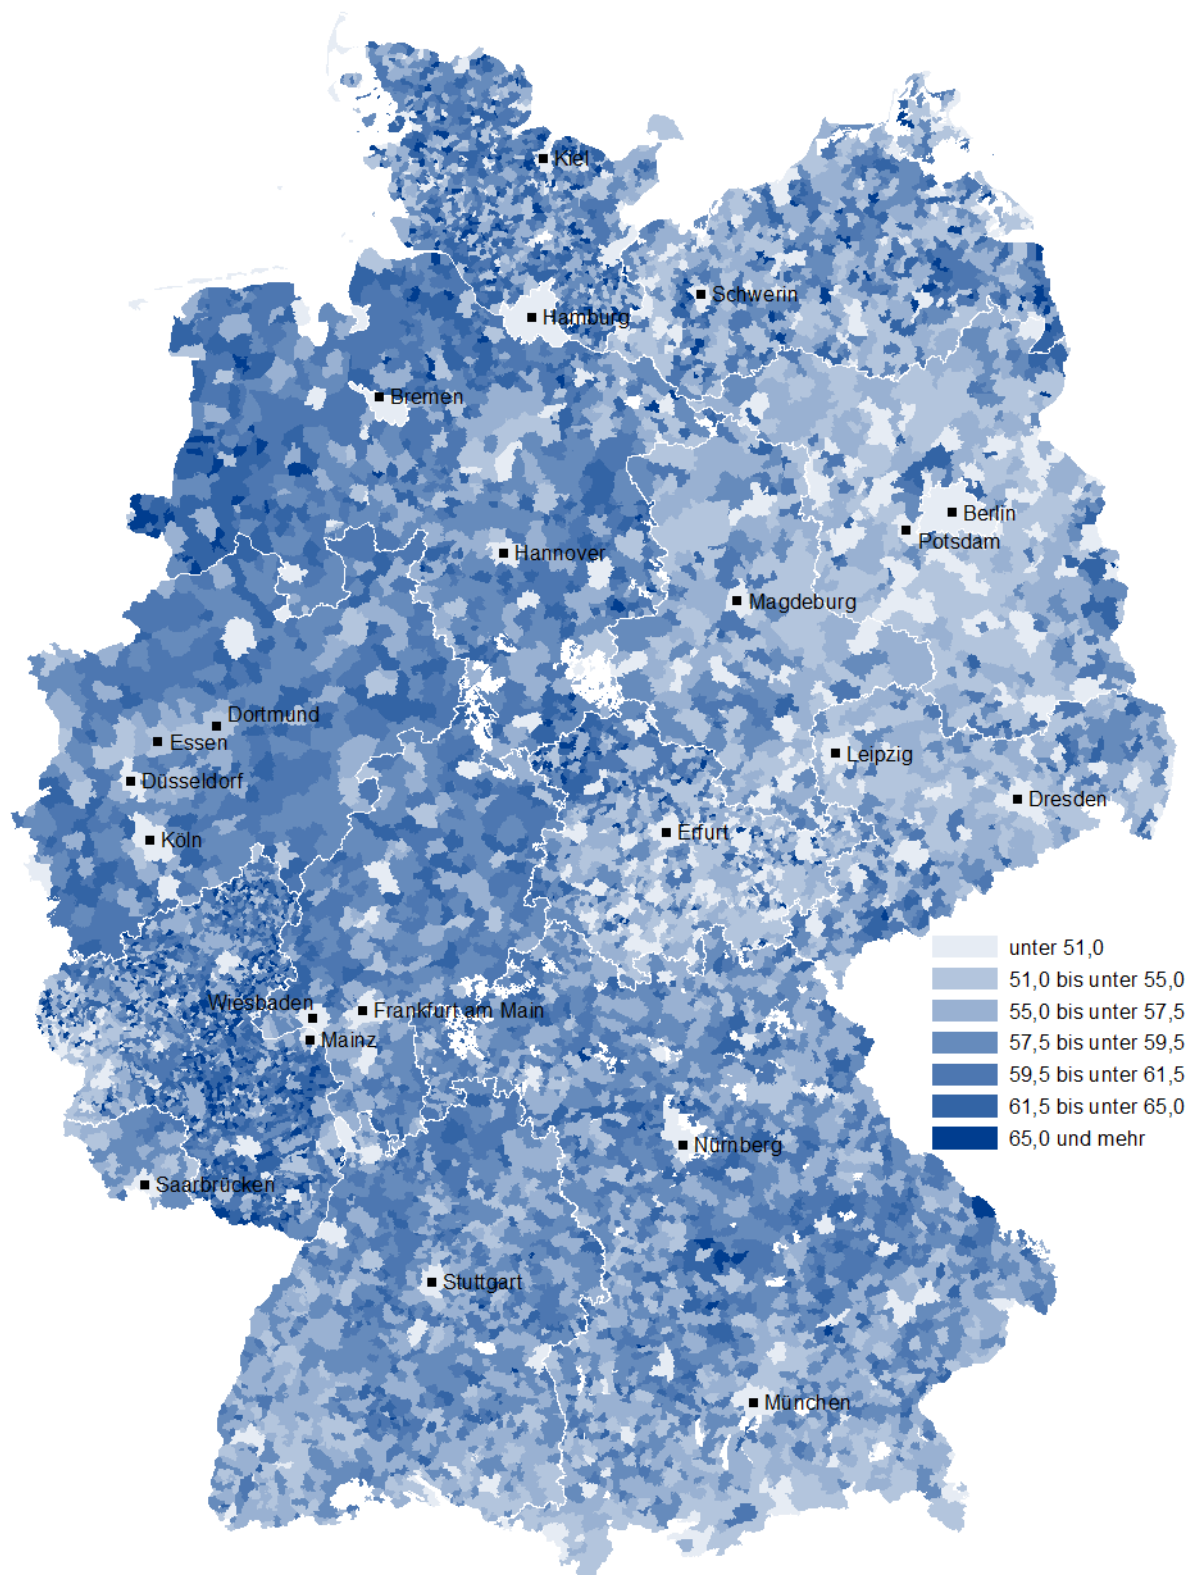 Kiel
Schwerin
Hamburg
Bremen
Berlin
Potsdam
Hannover
Magdeburg
Dortmund
Essen
Düsseldorf
Leipzig
Dresden
Köln
Erfurt
Wiesbaden
Frankfurt am Main
Mainz
Nürnberg
Saarbrücken
Stuttgart
München
unter 51,0
51,0 bis unter 55,0
55,0 bis unter 57,5
57,5 bis unter 59,5
59,5 bis unter 61,5
61,5 bis unter 65,0
65,0 und mehr